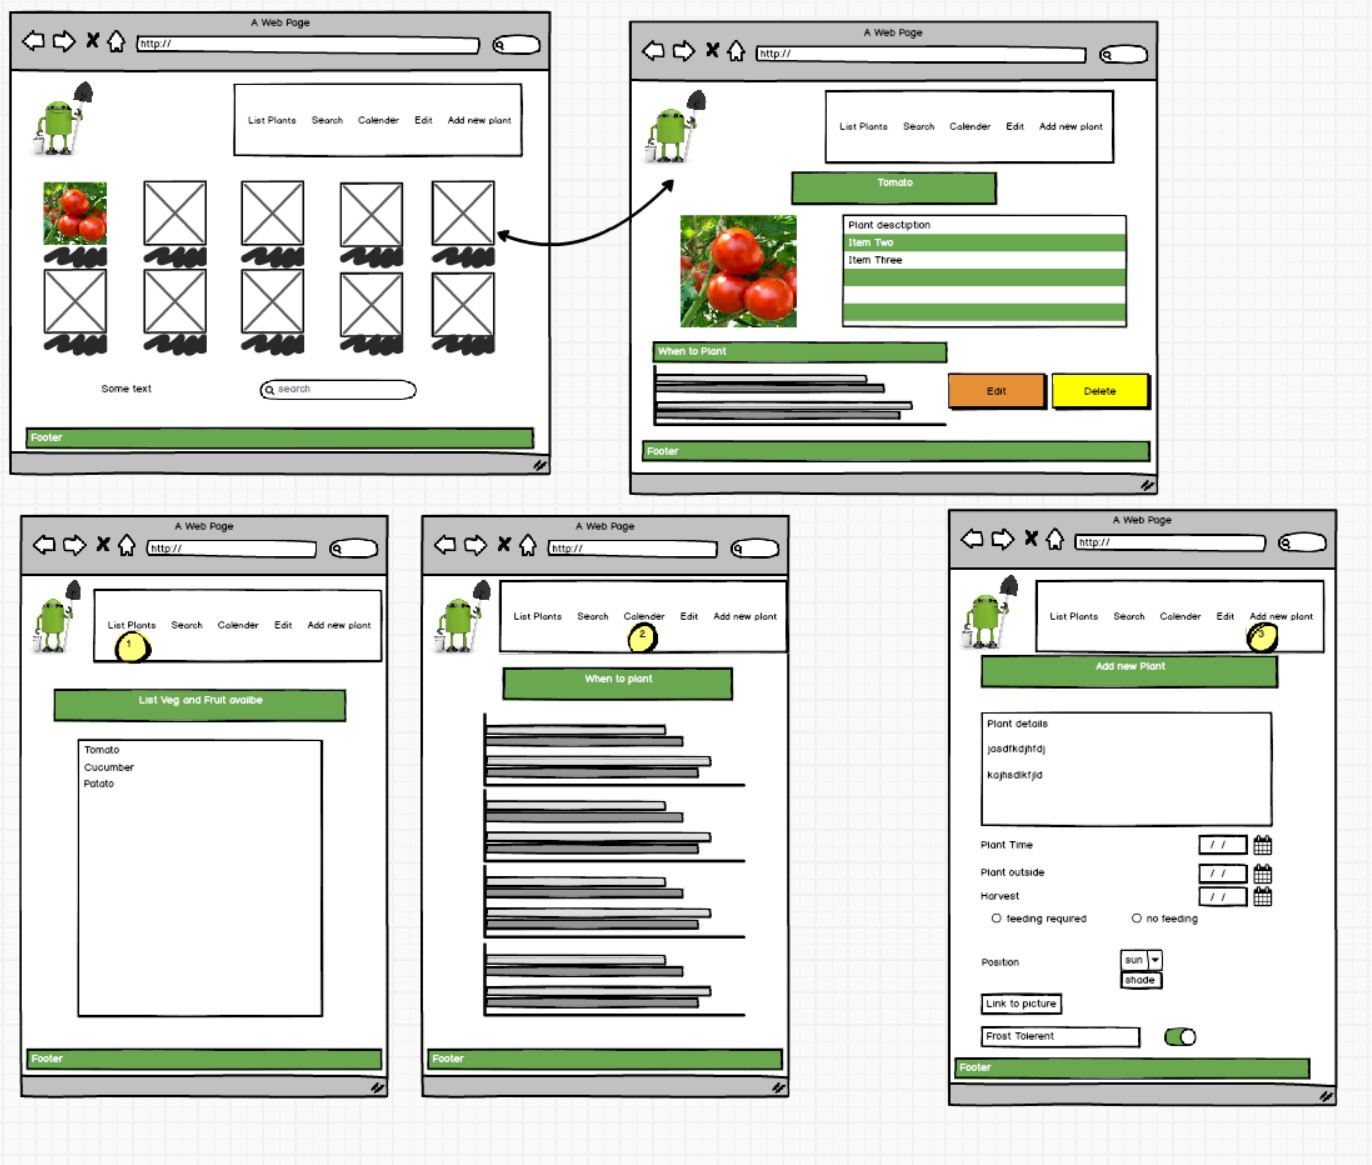 A Web Page
http://
List Plants Search Calender Edit Add new plant
Some text
search
Footer
A Web Page
http://
List Plants Search Calender Edit Add new plant
Tomato
Plant desctiption
Item Two
Item Three
When to Plant
Edit
Delete
Footer
A Web Page
http://
List Plants Search Calender Edit Add new plant
1
List Veg and Fruit availbe
Tomato
Cucumber
Patato
Footer
A Web Page
http://
List Plants Search Calender Edit Add new plant
2
When to plant
Footer
A Web Page
http://
List Plants Search Calender Edit Add new plant
3
Add new Plant
Plant details
jasdfkdjhfdj
kajhsdlkfjld
Plant Time / /
Plant outside / /
Harvest / /
feeding required no feeding
Position sun
shade
Link to picture
Frost Tolerent
Footer